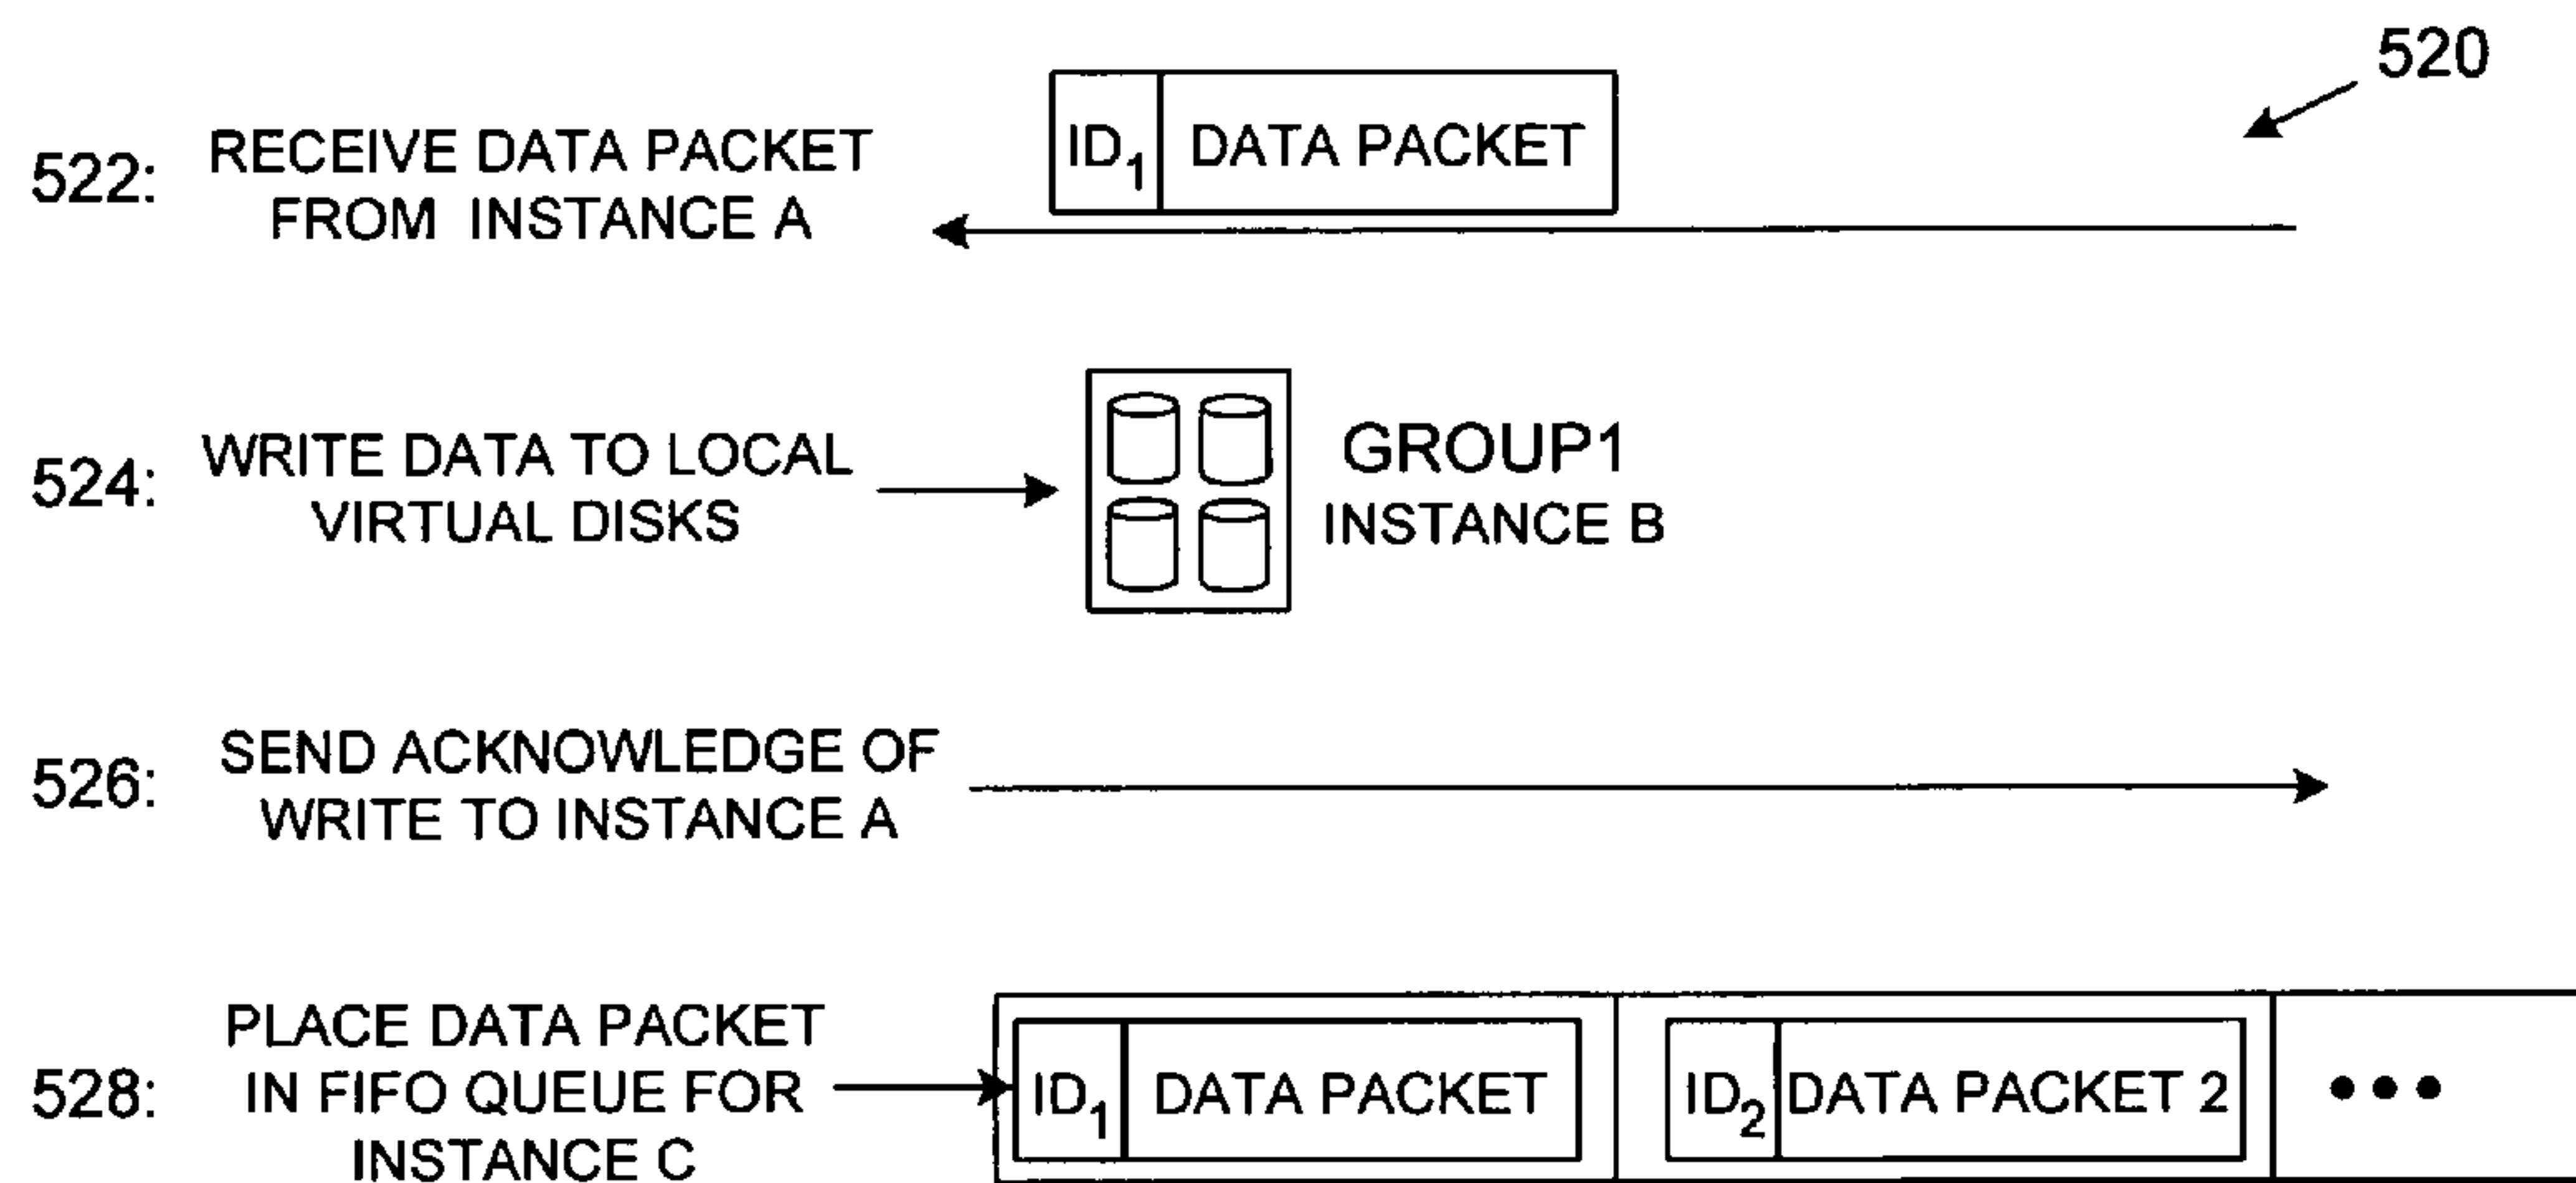 520
522: RECEIVE DATA PACKET
FROM INSTANCE A
ID1 DATA PACKET
524: WRITE DATA TO LOCAL
VIRTUAL DISKS
GROUP1
INSTANCE B
526: SEND ACKNOWLEDGE OF
WRITE TO INSTANCE A
528: PLACE DATA PACKET
IN FIFO QUEUE FOR
INSTANCE C
ID1 DATA PACKET ID2 DATA PACKET 2 •••